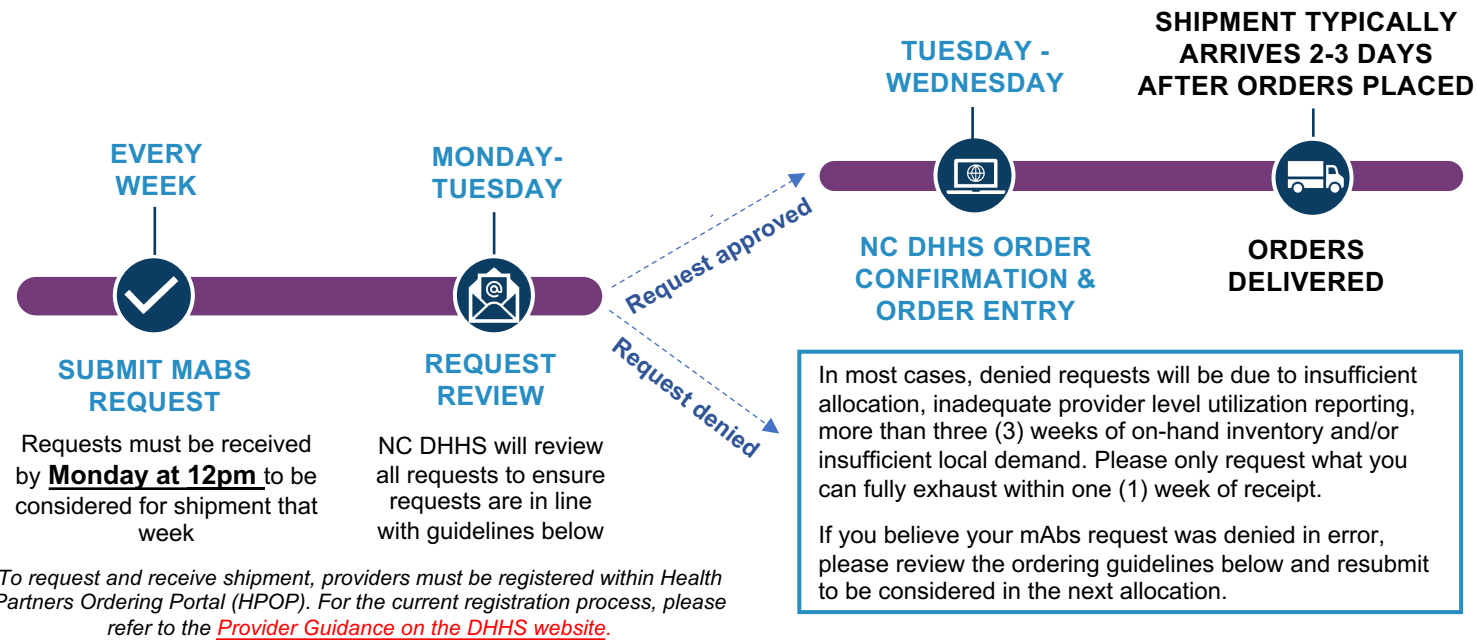 EVERY
WEEK
SUBMIT MABS
REQUEST
Requests must be received
by Monday at 12pm to be
considered for shipment that
week
MONDAY-
TUESDAY
@
REQUEST
REVIEW
NC DHHS will review
all requests to ensure
requests are in line
with guidelines below
Request approved
Request denied
TUESDAY -
WEDNESDAY
NC DHHS ORDER
CONFIRMATION &
ORDER ENTRY
SHIPMENT TYPICALLY
ARRIVES 2-3 DAYS
AFTER ORDERS PLACED
ORDERS
DELIVERED
In most cases, denied requests will be due to insufficient
allocation, inadequate provider level utilization reporting,
more than three (3) weeks of on-hand inventory and/or
insufficient local demand. Please only request what you
can fully exhaust within one (1) week of receipt.
If you believe your mAbs request was denied in error,
please review the ordering guidelines below and resubmit
to be considered in the next allocation.
To request and receive shipment, providers must be registered within Health
Partners Ordering Portal (HPOP). For the current registration process, please
refer to the Provider Guidance on the DHHS website.